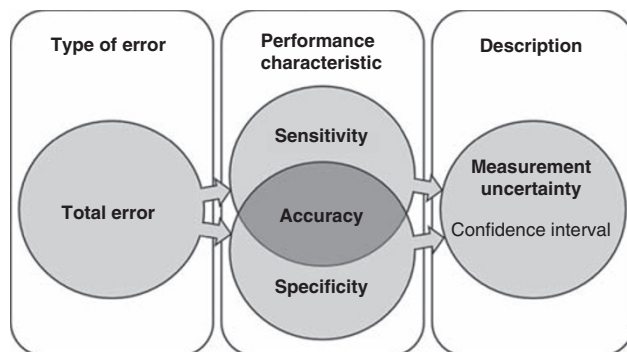 Type of error
Performance
characteristic
Description
Total error
Sensitivity
Accuracy
Specificity
Measurement
uncertainty
Confidence interval